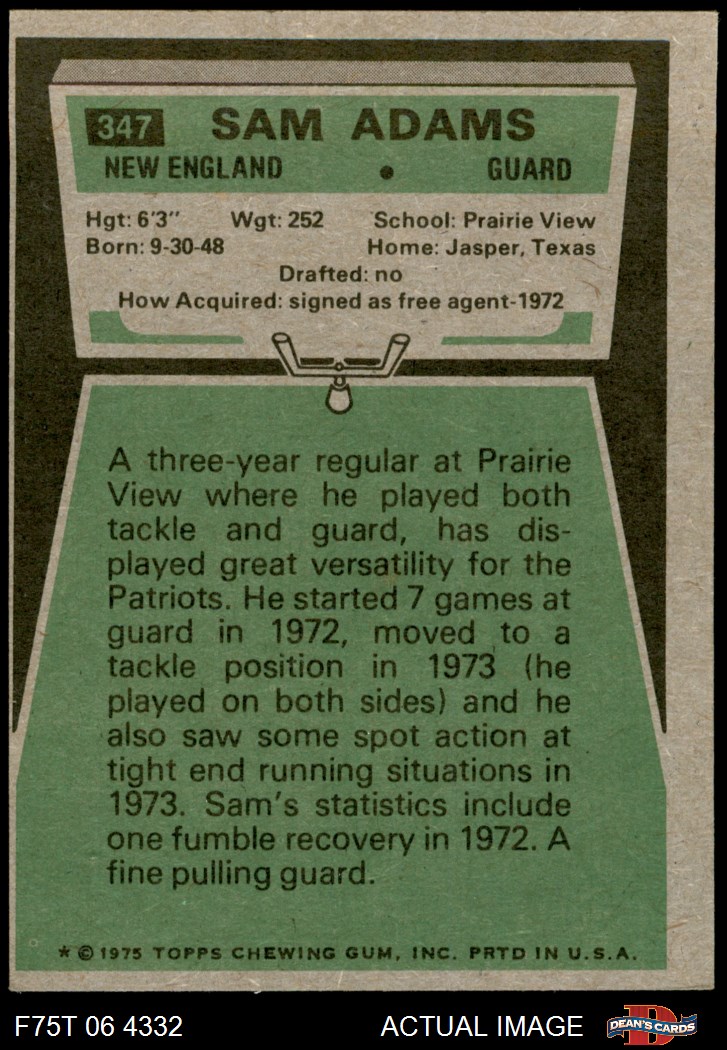 347 SAM ADAMS
NEW ENGLAND • GUARD
Hgt: 6'3" Wgt: 252 School: Prairie View
Born: 9-30-48 Home: Jasper, Texas
Drafted: no
How Acquired: signed as free agent-1972
A three-year regular at Prairie
View where he played both
tackle and guard, has dis-
played great versatility for the
Patriots. He started 7 games at
guard in 1972, moved to a
tackle position in 1973 (he
played on both sides) and he
also saw some spot action at
tight end running situations in
1973. Sam's statistics include
one fumble recovery in 1972. A
fine pulling guard.
* © 1975 TOPPS CHEWING GUM, INC. PRTD IN U.S.A.
F75T 06 4332 ACTUAL IMAGE D DEAN'S CARDS